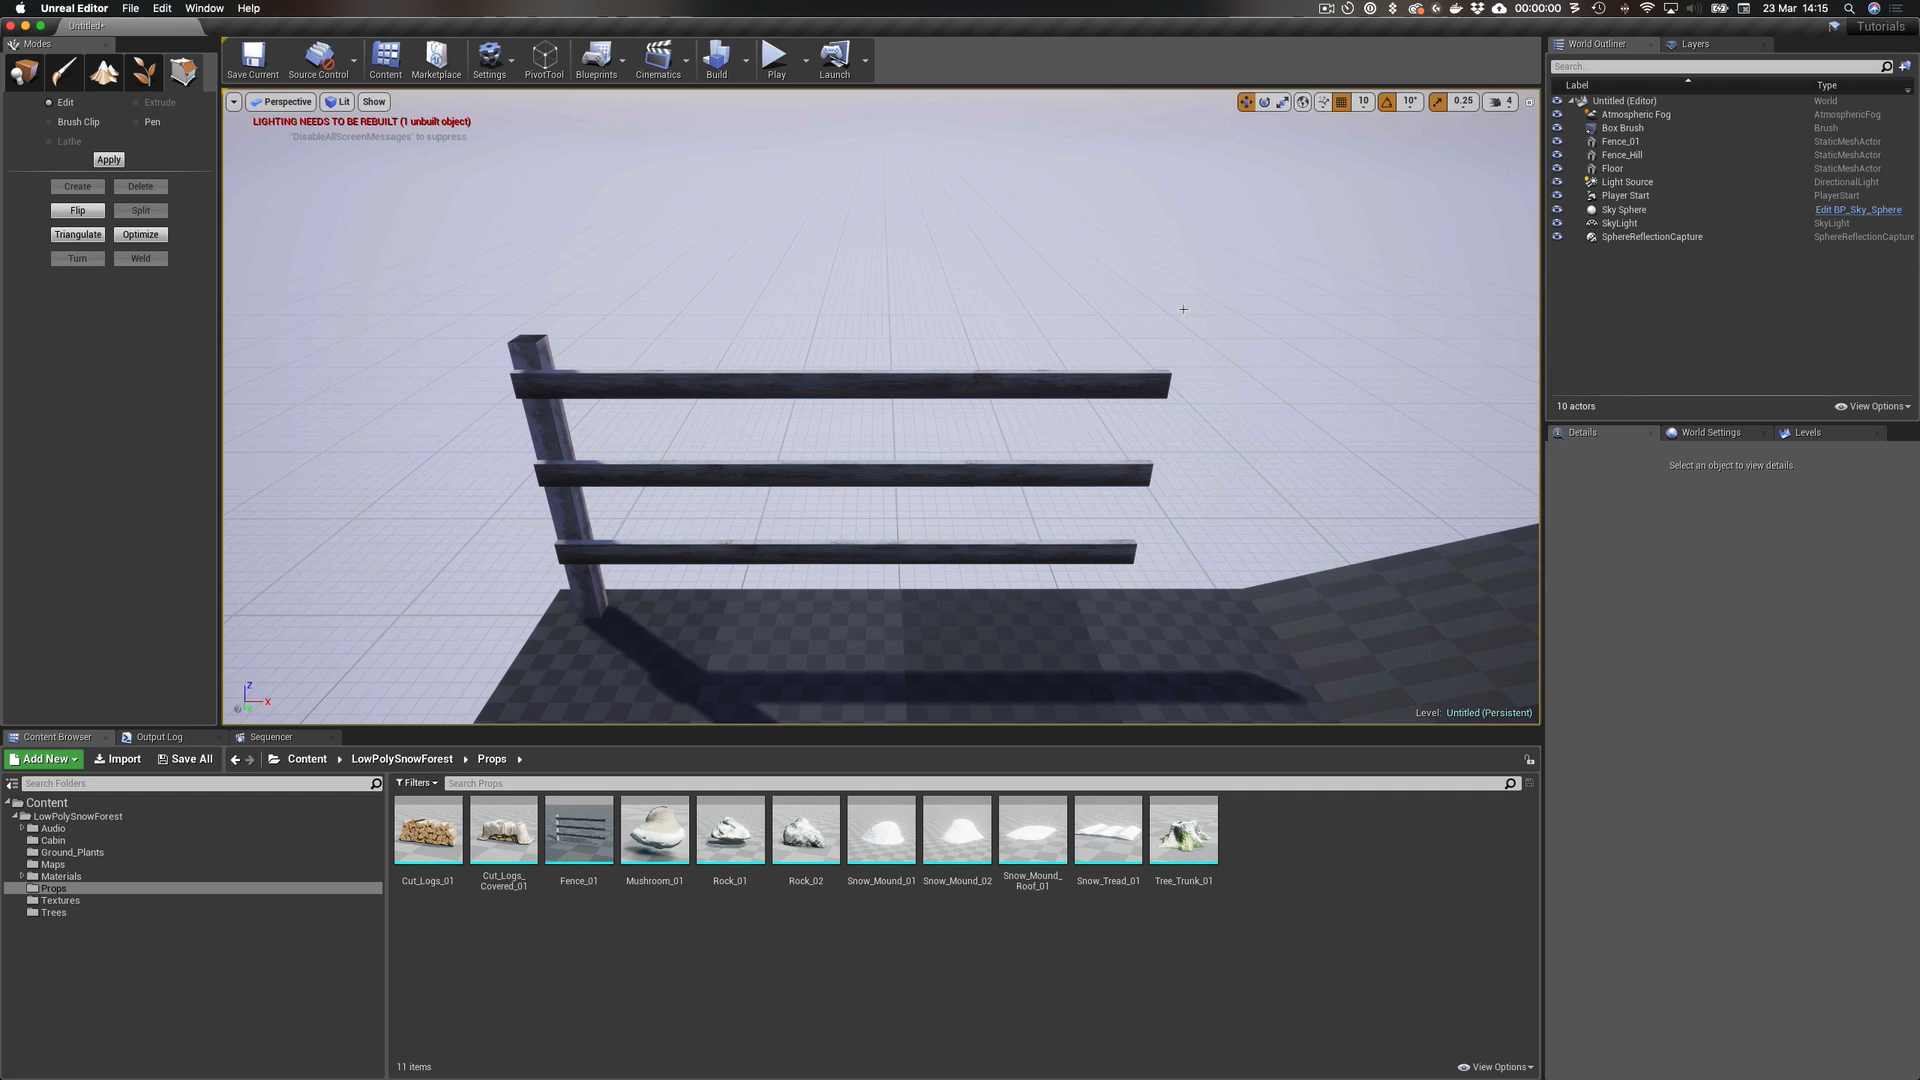 Unreal Editor File Edit Window Help
00:00:00 23 Mar 14:15
Untitled*
Tutorials
Modes
Save Current
Source Control
Content
Marketplace
Settings
PivotTool
Blueprints
Cinematics
Build
Play
Launch
Edit
Extrude
Brush Clip
Pen
Lathe
Apply
Create
Delete
Flip
Split
Triangulate
Optimize
Turn
Weld
Perspective
Lit
Show
10
10°
0.25
4
LIGHTING NEEDS TO BE REBUILT (1 unbuilt object)
'DisableAllScreenMessages' to suppress
Z
X
Level: Untitled (Persistent)
World Outliner
Layers
Search...
Label Type
Untitled (Editor) World
Atmospheric Fog AtmosphericFog
Box Brush Brush
Fence_01 StaticMeshActor
Fence_Hill StaticMeshActor
Floor StaticMeshActor
Light Source DirectionalLight
Player Start PlayerStart
Sky Sphere Edit BP_Sky_Sphere
SkyLight SkyLight
SphereReflectionCapture SphereReflectionCapture
10 actors
View Options
Details
World Settings
Levels
Select an object to view details.
Content Browser
Output Log
Sequencer
Add New
Import
Save All
Content
LowPolySnowForest
Props
Search Folders
Content
LowPolySnowForest
Audio
Cabin
Ground_Plants
Maps
Materials
Props
Textures
Trees
Filters
Search Props
Cut_Logs_01
Cut_Logs_
Covered_01
Fence_01
Mushroom_01
Rock_01
Rock_02
Snow_Mound_01
Snow_Mound_02
Snow_Mound_
Roof_01
Snow_Tread_01
Tree_Trunk_01
11 items
View Options